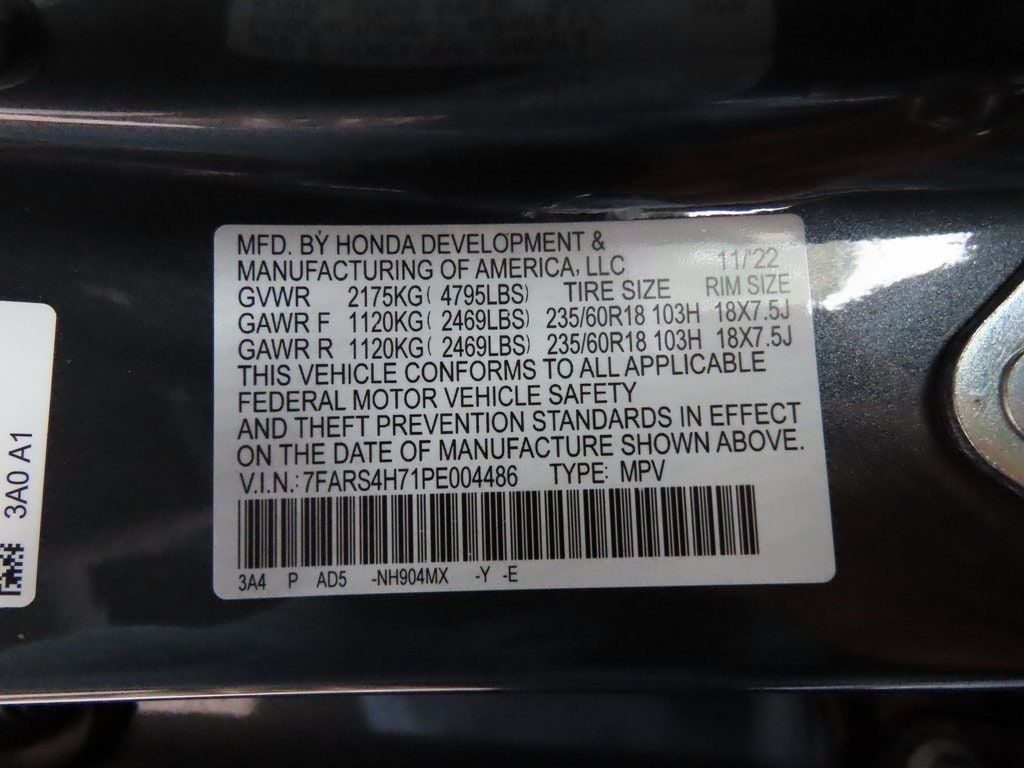 MFD. BY HONDA DEVELOPMENT &
MANUFACTURING OF AMERICA, LLC 11/'22
GVWR 2175KG( 4795LBS) TIRE SIZE RIM SIZE
GAWR F 1120KG( 2469LBS) 235/60R18 103H 18X7.5J
GAWR R 1120KG( 2469LBS) 235/60R18 103H 18X7.5J
THIS VEHICLE CONFORMS TO ALL APPLICABLE
FEDERAL MOTOR VEHICLE SAFETY
AND THEFT PREVENTION STANDARDS IN EFFECT
ON THE DATE OF MANUFACTURE SHOWN ABOVE.
V.I.N.: 7FARS4H71PE004486 TYPE: MPV
3A4 P AD5 -NH904MX -Y -E
3A0 A1